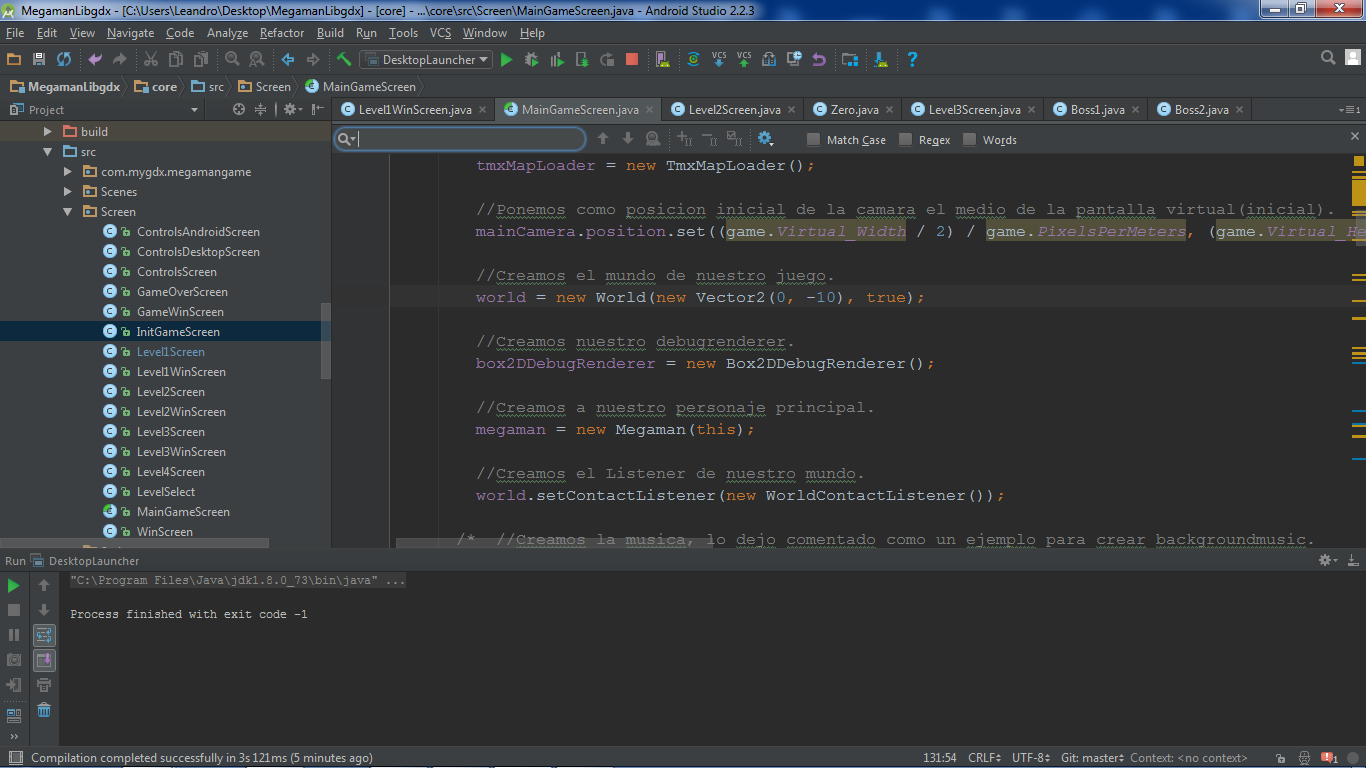 MegamanLibgdx - [C:\Users\Leandro\Desktop\MegamanLibgdx] - [core] - ...\core\src\Screen\MainGameScreen.java - Android Studio 2.2.3
File Edit View Navigate Code Analyze Refactor Build Run Tools VCS Window Help
DesktopLauncher VCS VCS
MegamanLibgdx core src Screen MainGameScreen
Project
Level1WinScreen.java MainGameScreen.java Level2Screen.java Zero.java Level3Screen.java Boss1.java Boss2.java
Match Case Regex Words
build
src
com.mygdx.megamangame
Scenes
Screen
ControlsAndroidScreen
ControlsDesktopScreen
ControlsScreen
GameOverScreen
GameWinScreen
InitGameScreen
Level1Screen
Level1WinScreen
Level2Screen
Level2WinScreen
Level3Screen
Level3WinScreen
Level4Screen
LevelSelect
MainGameScreen
WinScreen
tmxMapLoader = new TmxMapLoader();
//Ponemos como posicion inicial de la camara el medio de la pantalla virtual(inicial).
mainCamera.position.set((game.Virtual_Width / 2) / game.PixelsPerMeters, (game.Virtual_He
//Creamos el mundo de nuestro juego.
world = new World(new Vector2(0, -10), true);
//Creamos nuestro debugrenderer.
box2DDebugRenderer = new Box2DDebugRenderer();
//Creamos a nuestro personaje principal.
megaman = new Megaman(this);
//Creamos el Listener de nuestro mundo.
world.setContactListener(new WorldContactListener());
/* //Creamos la musica, lo dejo comentado como un ejemplo para crear backgroundmusic.
Run DesktopLauncher
"C:\Program Files\Java\jdk1.8.0_73\bin\java" ...
Process finished with exit code -1
Compilation completed successfully in 3s 121ms (5 minutes ago) 131:54 CRLF UTF-8 Git: master Context: <no context> 1